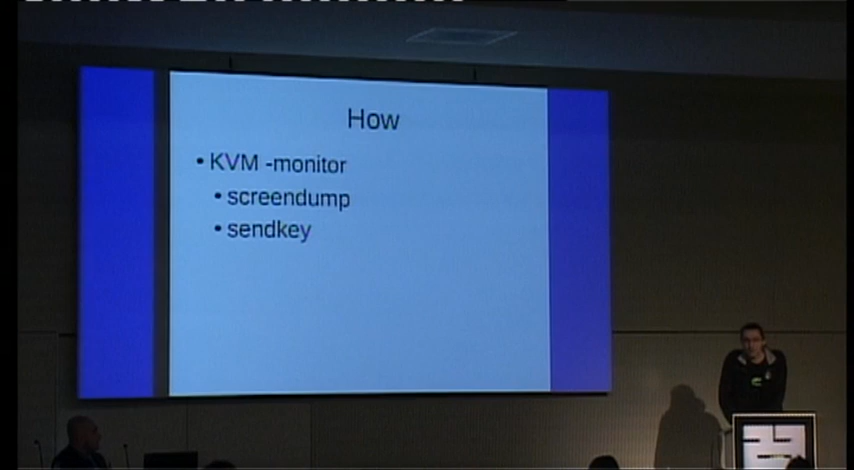 How
• KVM -monitor
• screendump
• sendkey